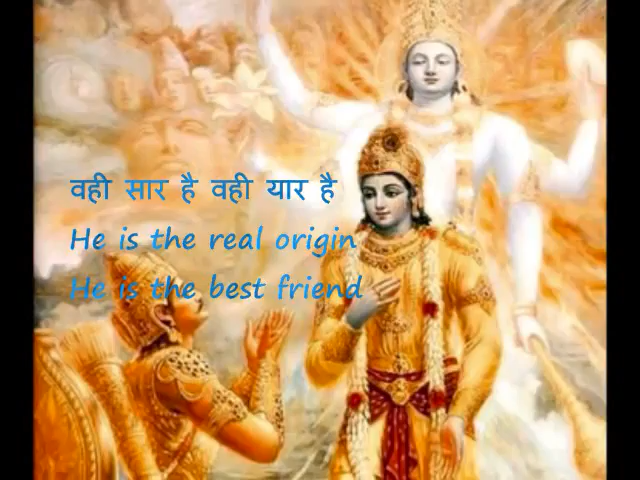 वही सार है वही यार है
He is the real origin
He is the best friend